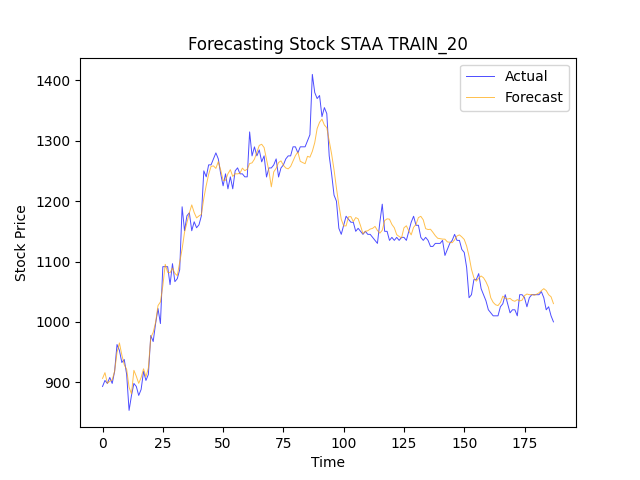 Forecasting Stock STAA TRAIN_20
Actual
Forecast
1400
1300
1200
1100
1000
900
Stock Price
0 25 50 75 100 125 150 175
Time